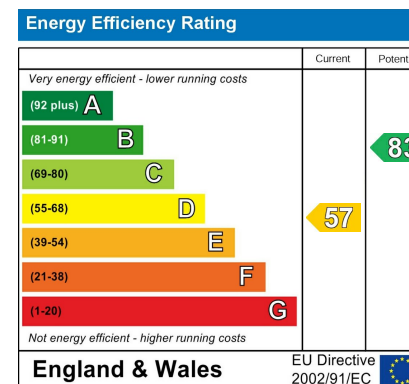 Energy Efficiency Rating
Current Potent
Very energy efficient - lower running costs
(92 plus) A
(81-91) B
83
(69-80) C
(55-68) D
57
(39-54) E
(21-38) F
(1-20) G
Not energy efficient - higher running costs
England & Wales
EU Directive
2002/91/EC